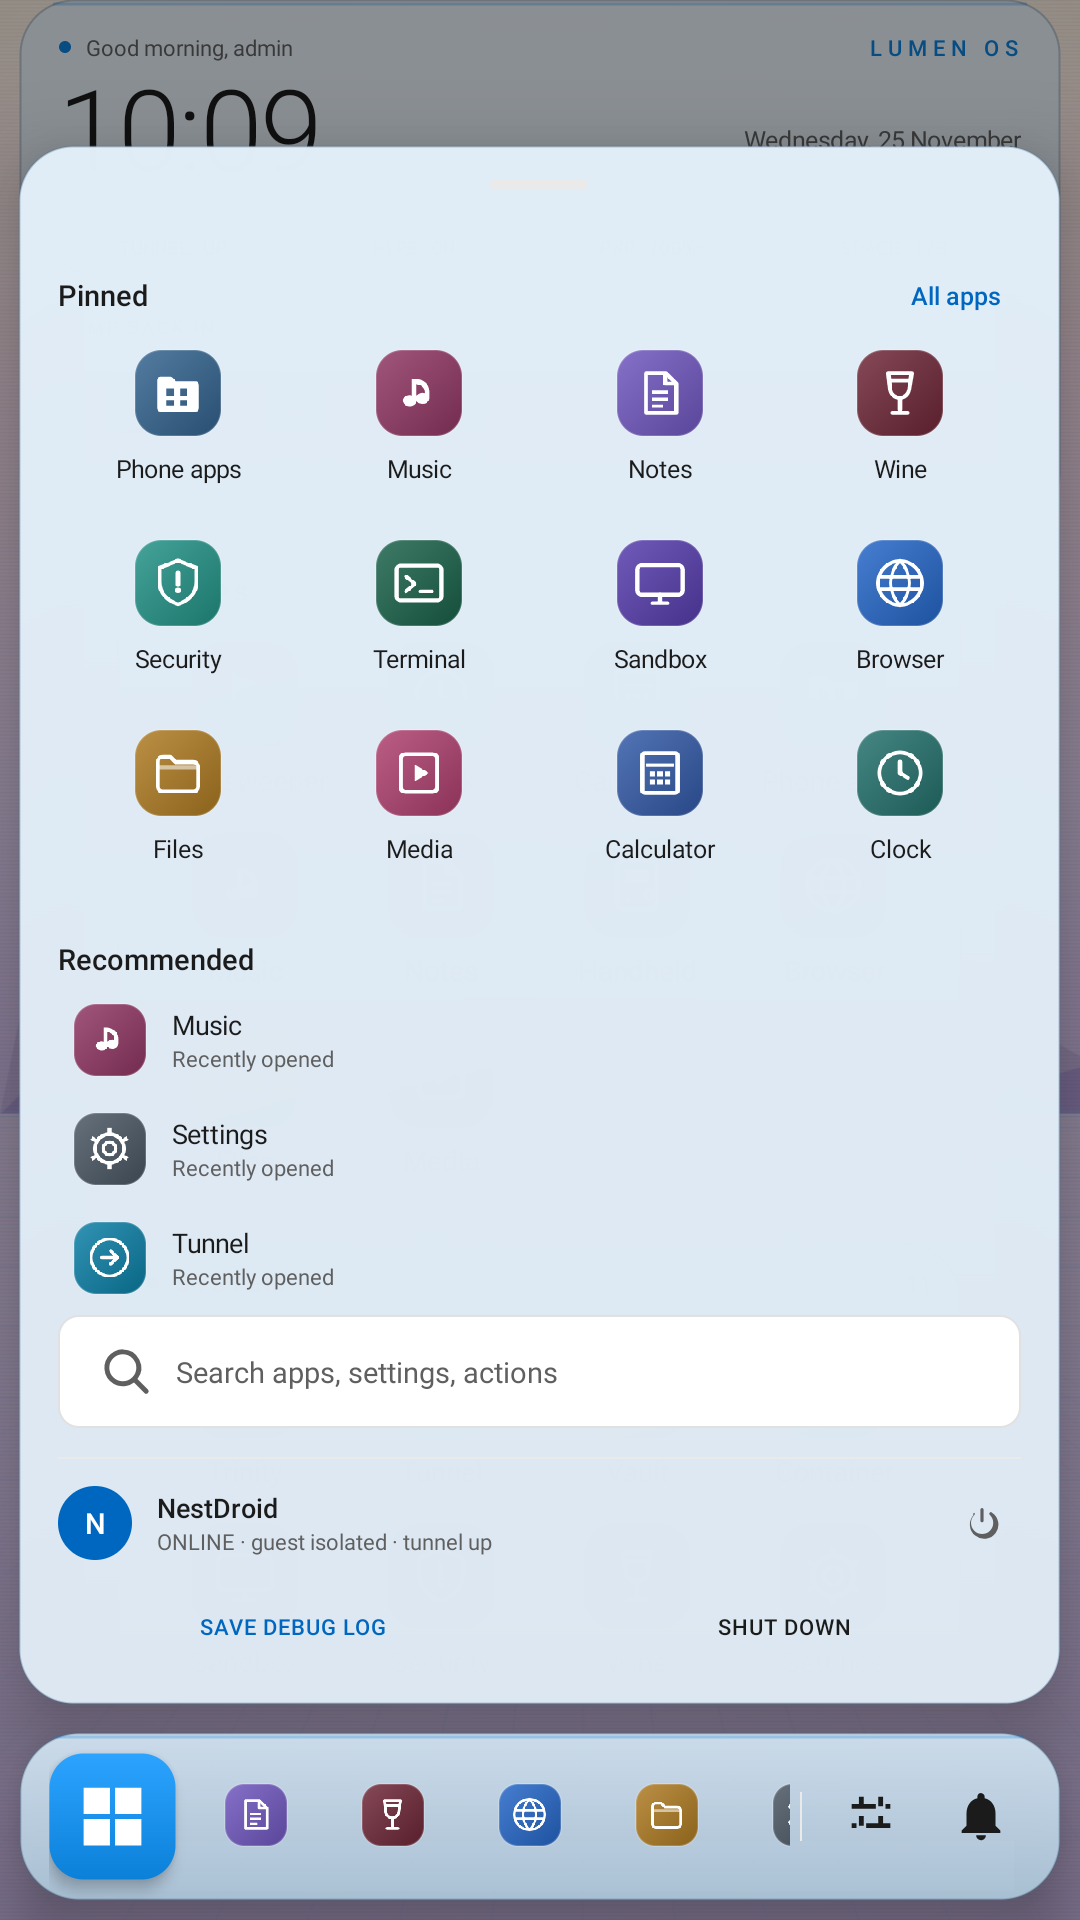 Good morning, admin
LUMEN OS
10:09
Wednesday, 25 November
Pinned
All apps
Phone apps
Music
Notes
Wine
Security
Terminal
Sandbox
Browser
Files
Media
Calculator
Clock
Recommended
Music
Recently opened
Settings
Recently opened
Tunnel
Recently opened
Search apps, settings, actions
N
NestDroid
ONLINE · guest isolated · tunnel up
SAVE DEBUG LOG
SHUT DOWN